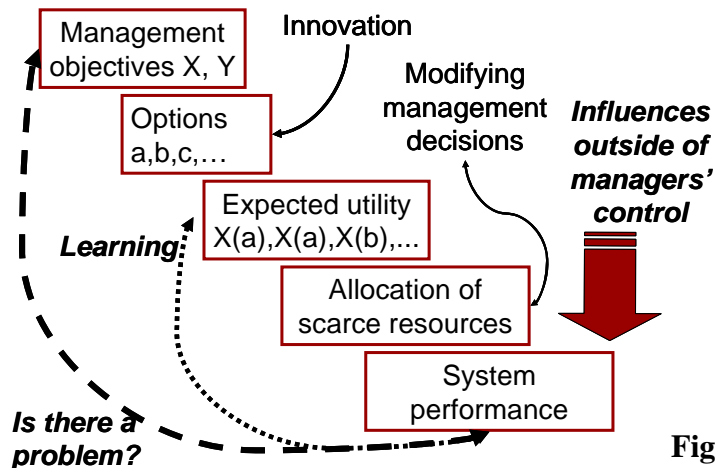 Management
objectives X, Y
Innovation
Options
a,b,c,...
Modifying
management
decisions
Influences
outside of
managers’
control
Expected utility
X(a),X(a),X(b),...
Learning
Allocation of
scarce resources
System
performance
Is there a
problem?
Fig